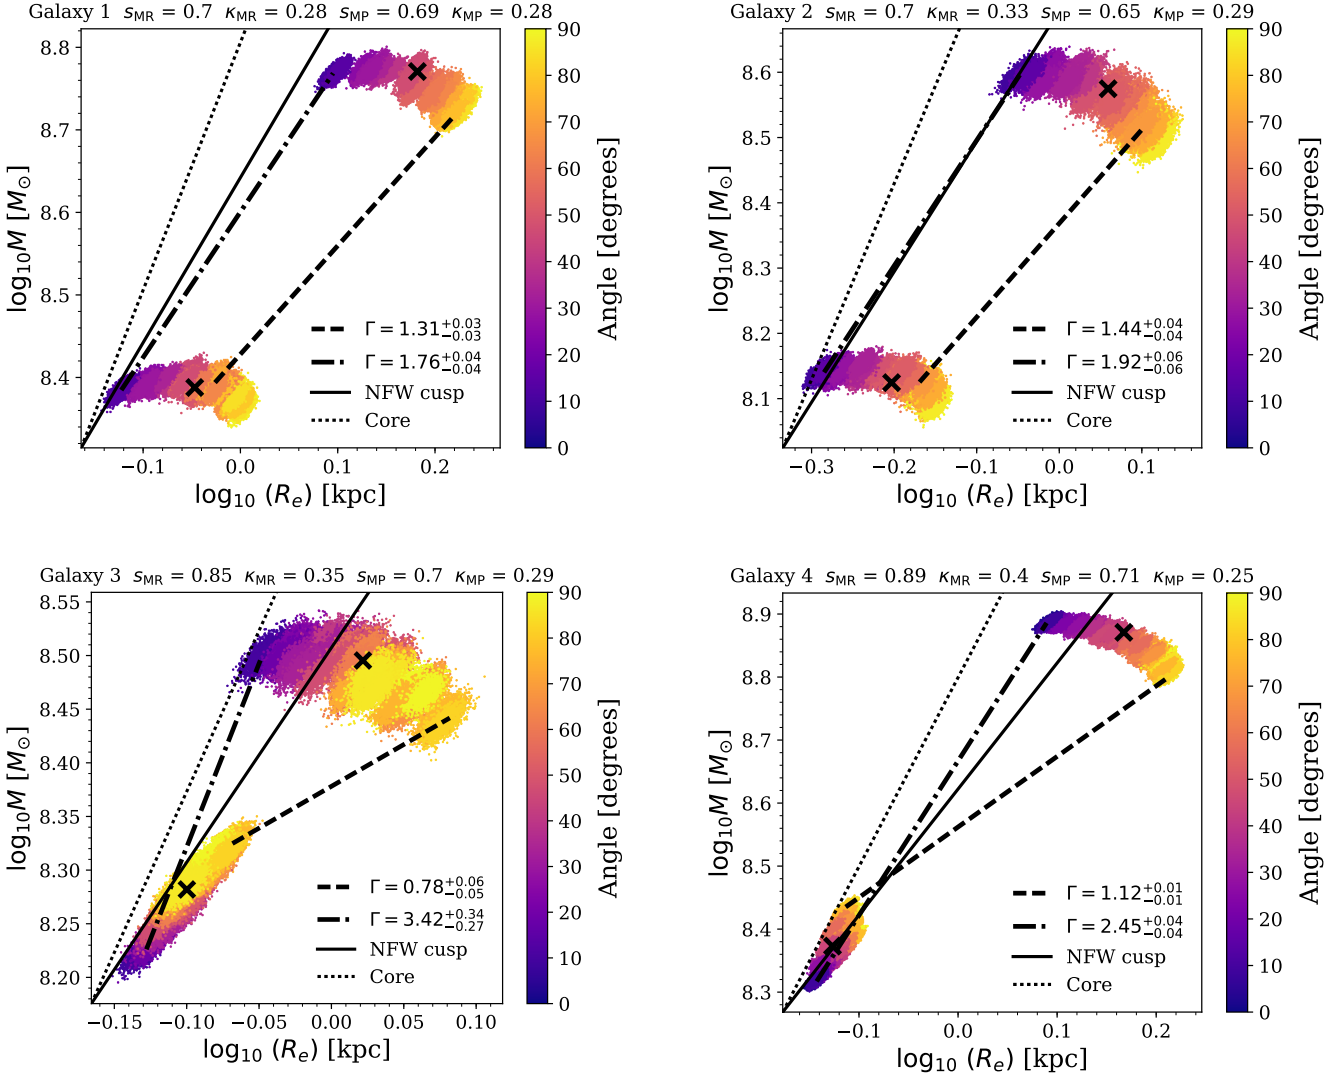 Galaxy 1 s_MR = 0.7 κ_MR = 0.28 s_MP = 0.69 κ_MP = 0.28
8.8
8.7
8.6
8.5
8.4
log₁₀M [M⊙]
−0.1 0.0 0.1 0.2
log₁₀ (Rₑ) [kpc]
Γ = 1.31 +0.03 −0.03
Γ = 1.76 +0.04 −0.04
NFW cusp
Core
90
80
70
60
50
40
30
20
10
0
Angle [degrees]
Galaxy 2 s_MR = 0.7 κ_MR = 0.33 s_MP = 0.65 κ_MP = 0.29
8.6
8.5
8.4
8.3
8.2
8.1
log₁₀M [M⊙]
−0.3 −0.2 −0.1 0.0 0.1
log₁₀ (Rₑ) [kpc]
Γ = 1.44 +0.04 −0.04
Γ = 1.92 +0.06 −0.06
NFW cusp
Core
90
80
70
60
50
40
30
20
10
0
Angle [degrees]
Galaxy 3 s_MR = 0.85 κ_MR = 0.35 s_MP = 0.7 κ_MP = 0.29
8.55
8.50
8.45
8.40
8.35
8.30
8.25
8.20
log₁₀M [M⊙]
−0.15 −0.10 −0.05 0.00 0.05 0.10
log₁₀ (Rₑ) [kpc]
Γ = 0.78 +0.06 −0.05
Γ = 3.42 +0.34 −0.27
NFW cusp
Core
90
80
70
60
50
40
30
20
10
0
Angle [degrees]
Galaxy 4 s_MR = 0.89 κ_MR = 0.4 s_MP = 0.71 κ_MP = 0.25
8.9
8.8
8.7
8.6
8.5
8.4
8.3
log₁₀M [M⊙]
−0.1 0.0 0.1 0.2
log₁₀ (Rₑ) [kpc]
Γ = 1.12 +0.01 −0.01
Γ = 2.45 +0.04 −0.04
NFW cusp
Core
90
80
70
60
50
40
30
20
10
0
Angle [degrees]